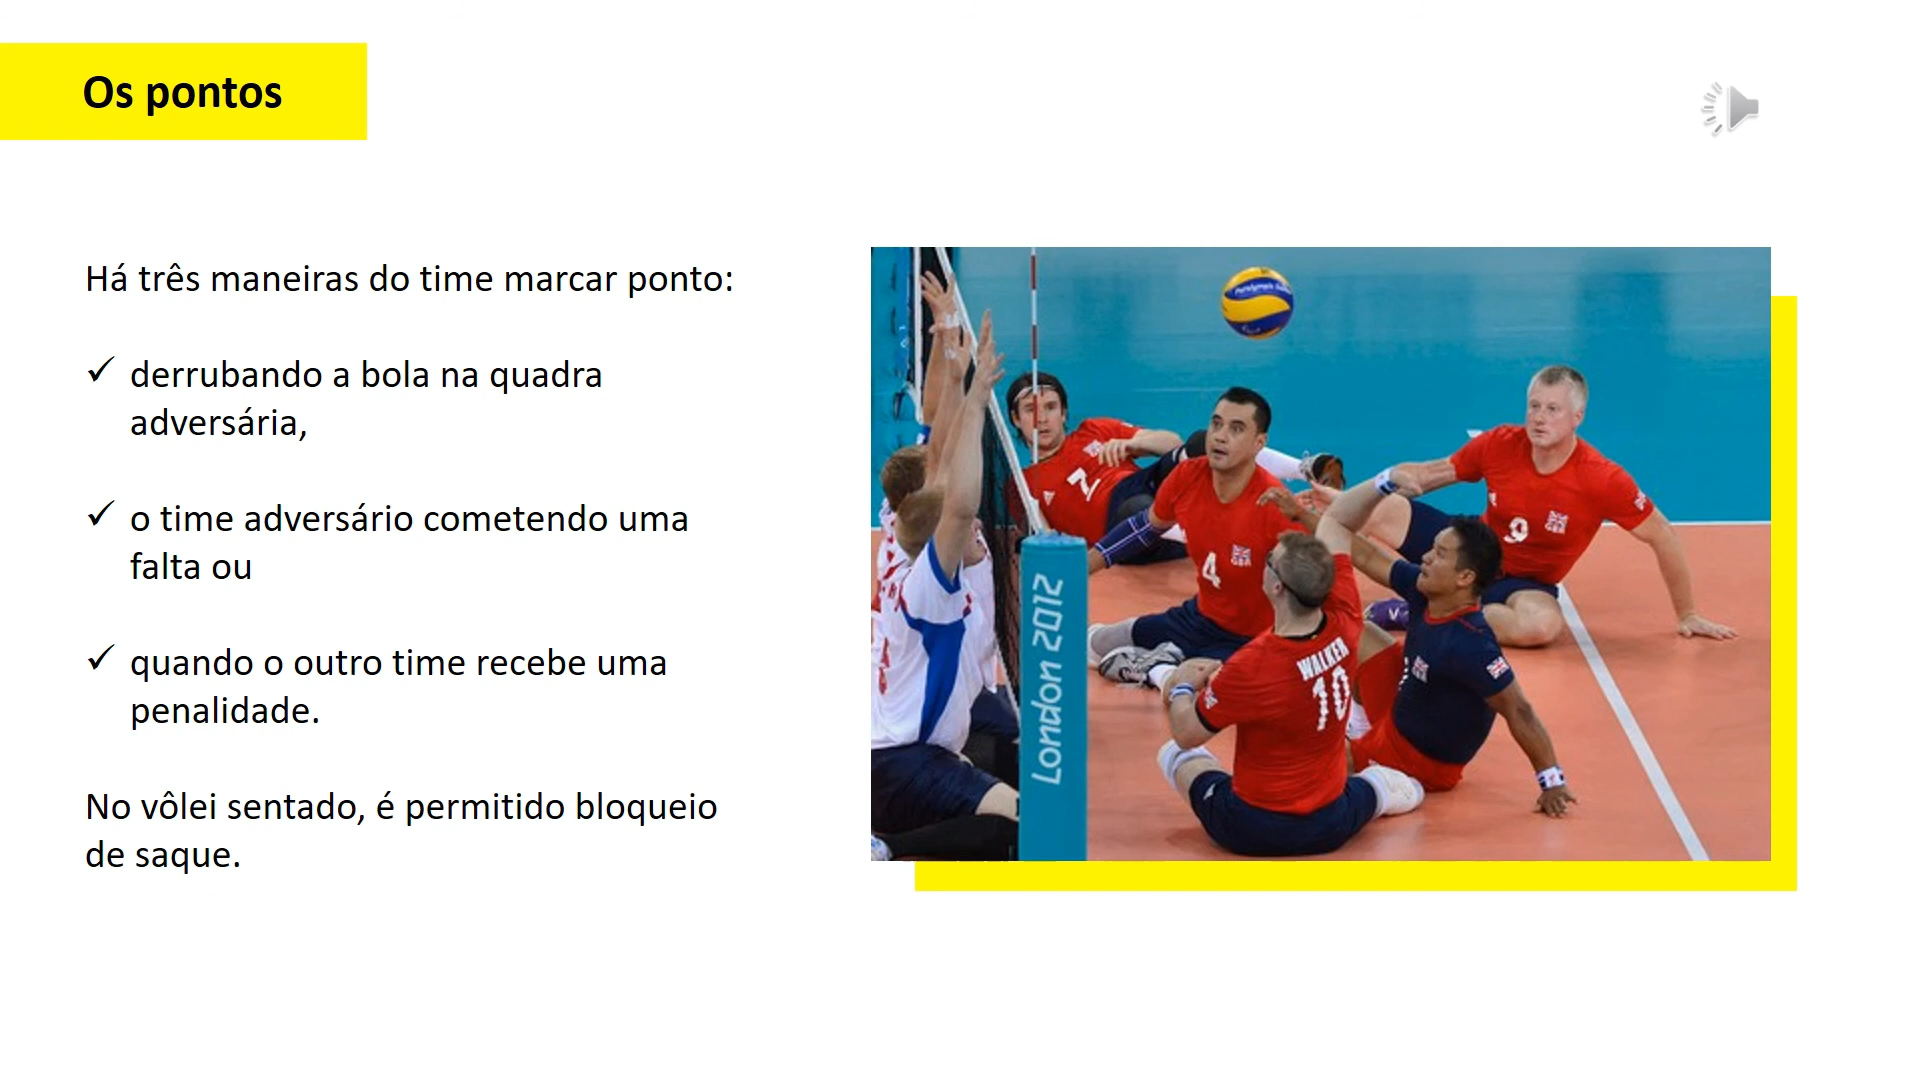 Os pontos
Há três maneiras do time marcar ponto:
✓ derrubando a bola na quadra
adversária,
✓ o time adversário cometendo uma
falta ou
✓ quando o outro time recebe uma
penalidade.
No vôlei sentado, é permitido bloqueio
de saque.
2
9
4
GBR
WALKER
10
London 2012